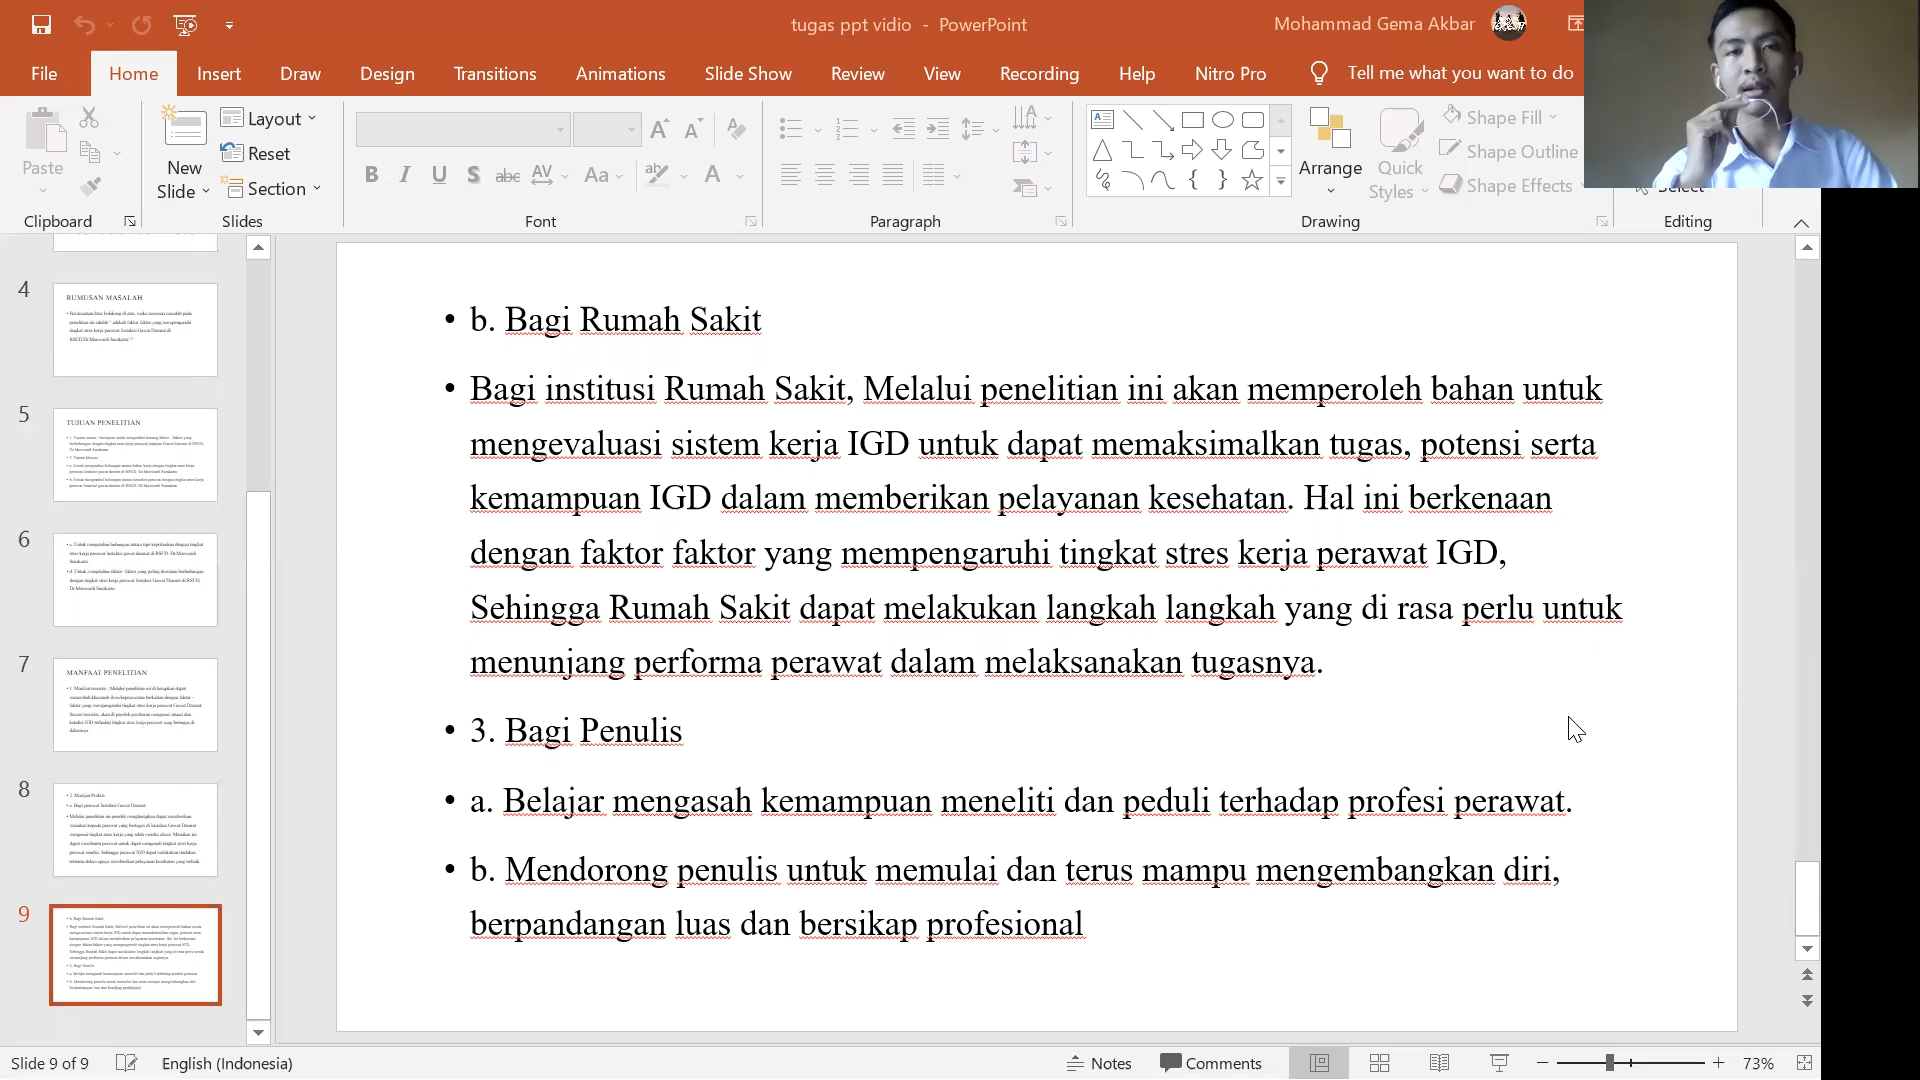 tugas ppt vidio - PowerPoint
Mohammad Gema Akbar
File Home Insert Draw Design Transitions Animations Slide Show Review View Recording Help Nitro Pro Tell me what you want to do
Paste
New Slide
Layout
Reset
Section
Shape Fill
Shape Outline
Shape Effects
Arrange
Quick Styles
Select
Clipboard Slides Font Paragraph Drawing Editing
4
RUMUSAN MASALAH
5
TUJUAN PENELITIAN
6
7
MANFAAT PENELITIAN
8
9
• b. Bagi Rumah Sakit
• Bagi institusi Rumah Sakit, Melalui penelitian ini akan memperoleh bahan untuk
mengevaluasi sistem kerja IGD untuk dapat memaksimalkan tugas, potensi serta
kemampuan IGD dalam memberikan pelayanan kesehatan. Hal ini berkenaan
dengan faktor faktor yang mempengaruhi tingkat stres kerja perawat IGD,
Sehingga Rumah Sakit dapat melakukan langkah langkah yang di rasa perlu untuk
menunjang performa perawat dalam melaksanakan tugasnya.
• 3. Bagi Penulis
• a. Belajar mengasah kemampuan meneliti dan peduli terhadap profesi perawat.
• b. Mendorong penulis untuk memulai dan terus mampu mengembangkan diri,
berpandangan luas dan bersikap profesional
Slide 9 of 9 English (Indonesia) Notes Comments 73%